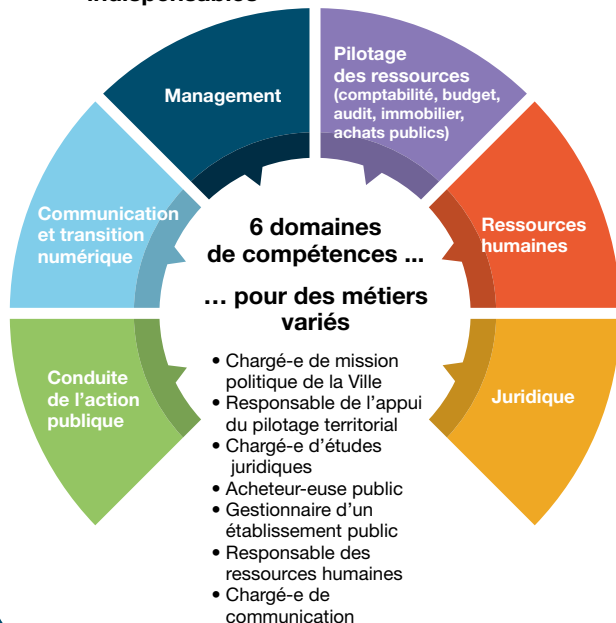 indispensables
Management
Pilotage
des ressources
(comptabilité, budget,
audit, immobilier,
achats publics)
Communication
et transition
numérique
Ressources
humaines
Conduite
de l'action
publique
Juridique
6 domaines
de compétences ...
... pour des métiers
variés
• Chargé-e de mission
politique de la Ville
• Responsable de l'appui
du pilotage territorial
• Chargé-e d'études
juridiques
• Acheteur-euse public
• Gestionnaire d'un
établissement public
• Responsable des
ressources humaines
• Chargé-e de
communication